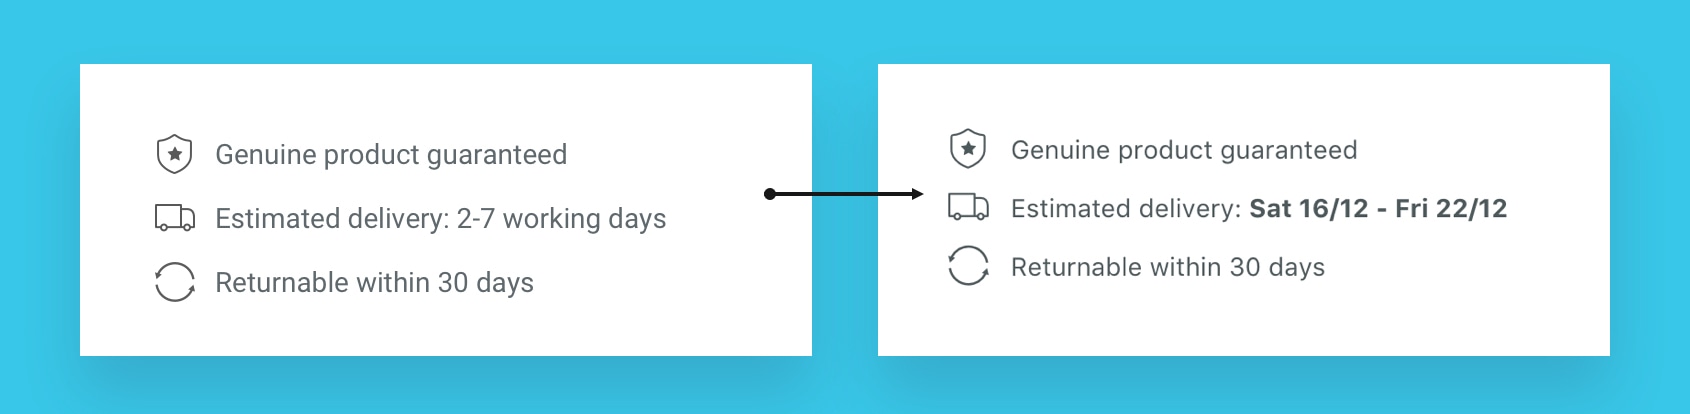 Genuine product guaranteed
Estimated delivery: 2-7 working days
Returnable within 30 days
Genuine product guaranteed
Estimated delivery: Sat 16/12 - Fri 22/12
Returnable within 30 days